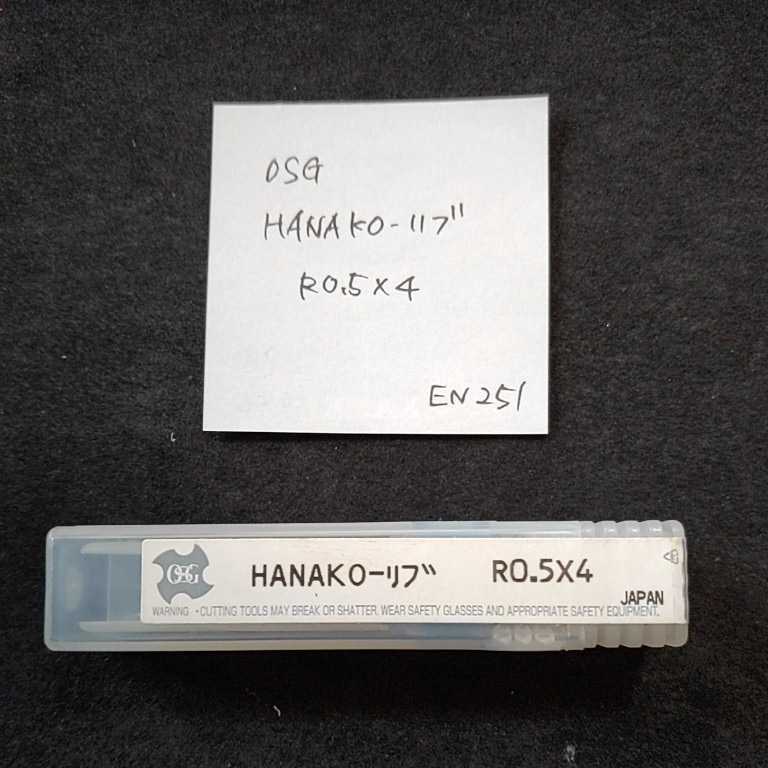 OSG
HANAKO-リブ
R0.5×4
EN251
OSG
HANAKOーリブ R0.5X4
JAPAN
WARNING •CUTTING TOOLS MAY BREAK OR SHATTER. WEAR SAFETY GLASSES AND APPROPRIATE SAFETY EQUIPMENT.